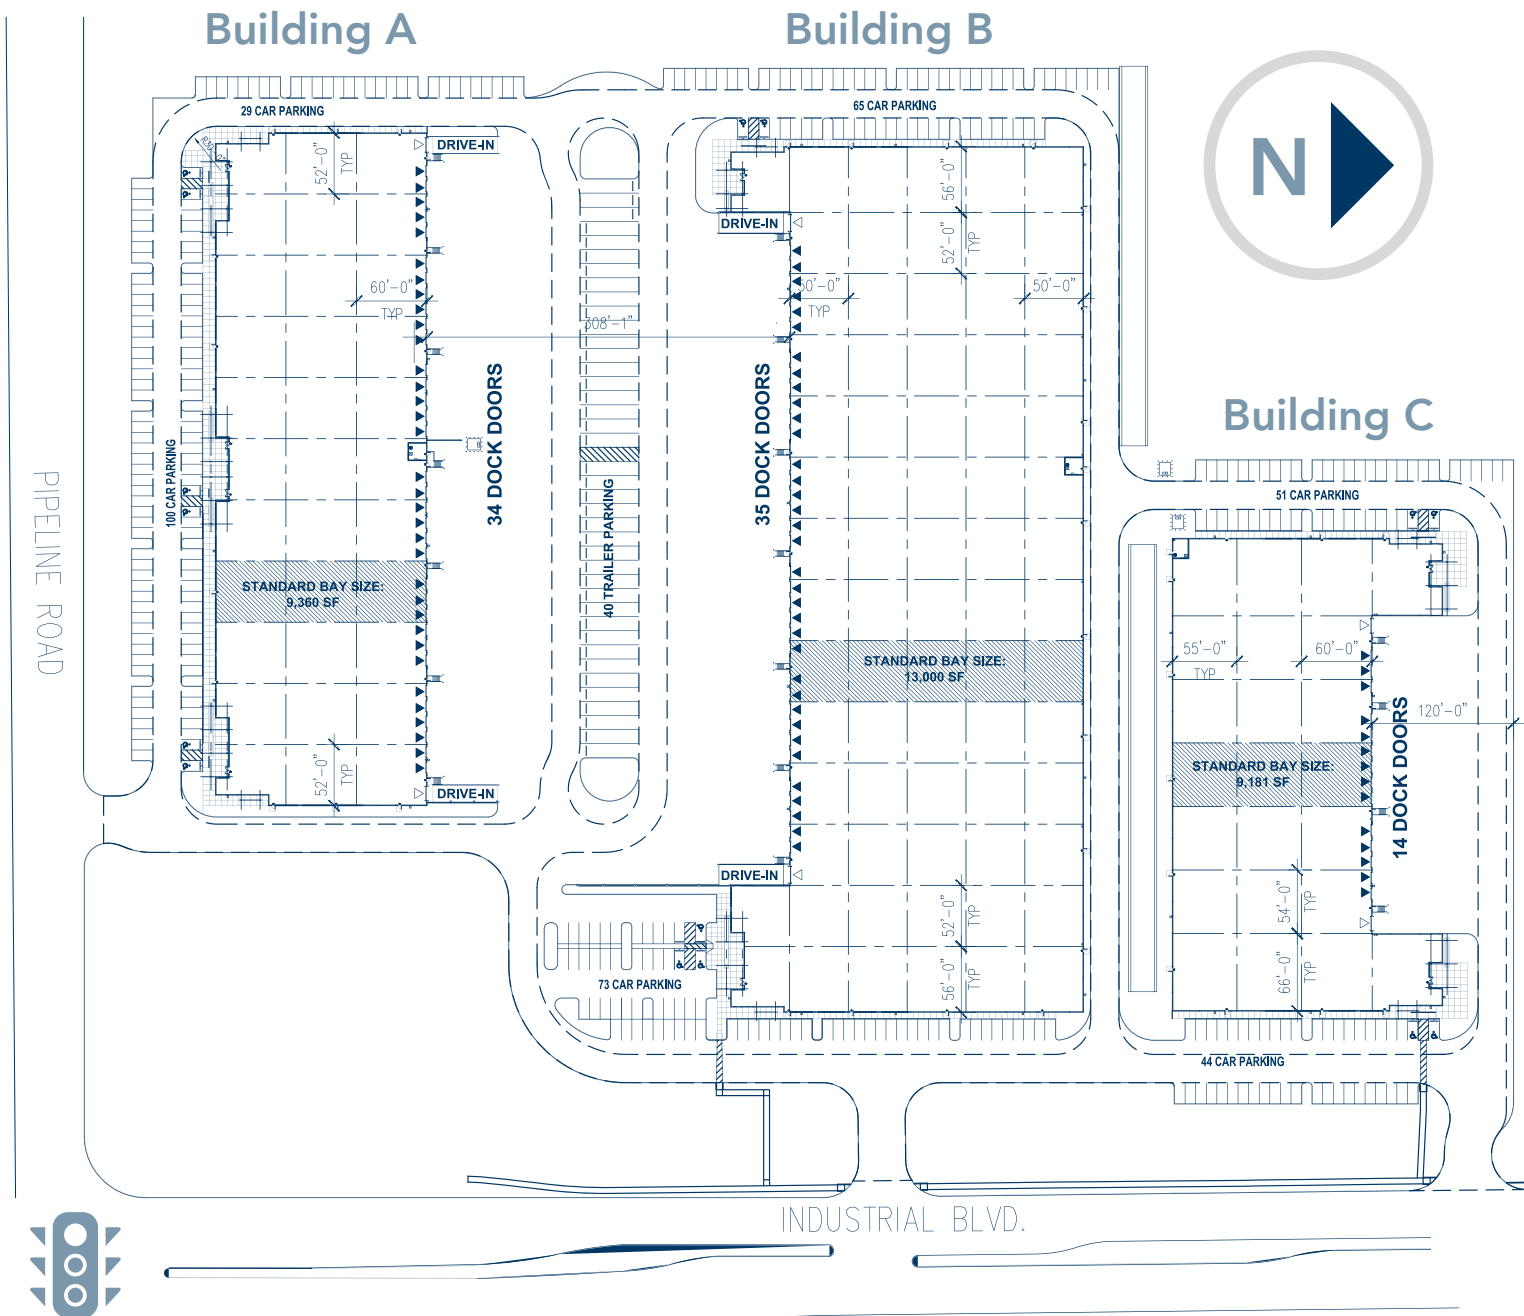 Building A
Building B
N
Building C
29 CAR PARKING
65 CAR PARKING
DRIVE-IN
52'-0"
TYP
56'-0"
DRIVE-IN
52'-0"
TYP
60'-0"
TYP
50'-0"
TYP
50'-0"
308'-1"
34 DOCK DOORS
35 DOCK DOORS
100 CAR PARKING
40 TRAILER PARKING
51 CAR PARKING
PIPELINE ROAD
STANDARD BAY SIZE:
9,360 SF
STANDARD BAY SIZE:
13,000 SF
55'-0"
TYP
60'-0"
120'-0"
STANDARD BAY SIZE:
9,181 SF
14 DOCK DOORS
52'-0"
TYP
DRIVE-IN
DRIVE-IN
52'-0"
TYP
54'-0"
TYP
73 CAR PARKING
56'-0"
TYP
66'-0"
TYP
44 CAR PARKING
INDUSTRIAL BLVD.